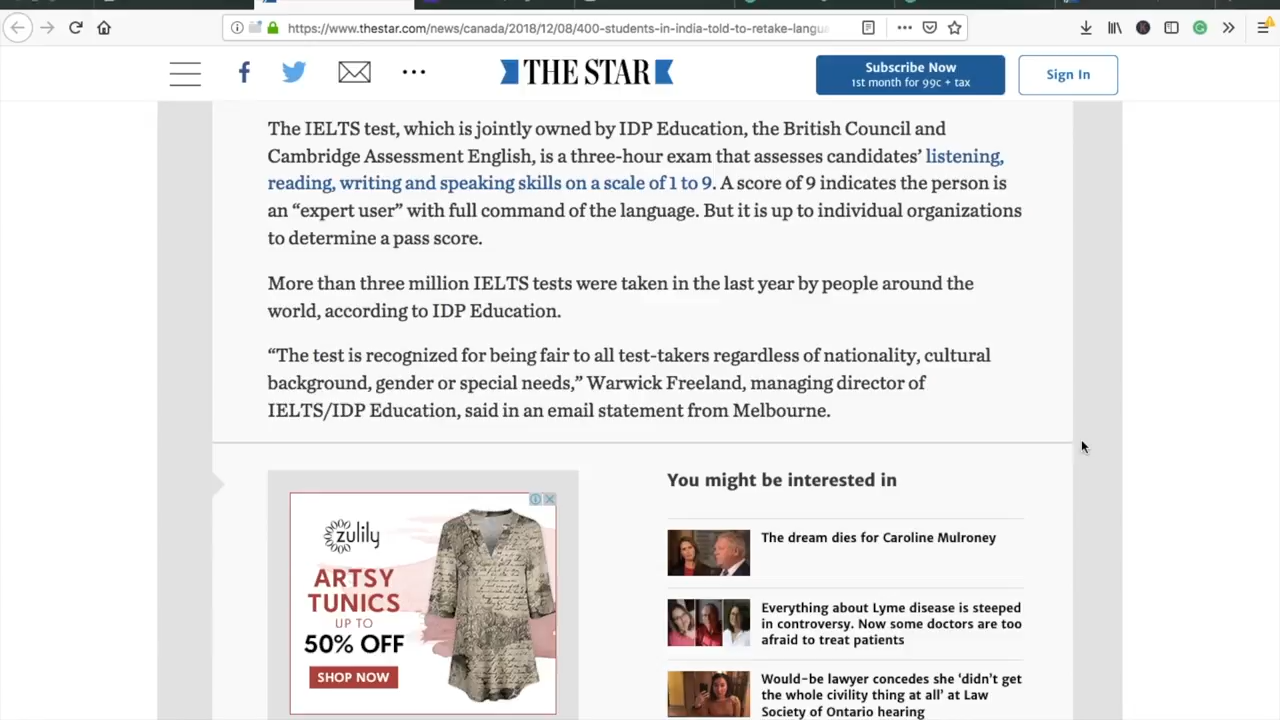 https://www.thestar.com/news/canada/2018/12/08/400-students-in-india-told-to-retake-langua
THE STAR
Subscribe Now
1st month for 99c + tax
Sign In
The IELTS test, which is jointly owned by IDP Education, the British Council and
Cambridge Assessment English, is a three-hour exam that assesses candidates’ listening,
reading, writing and speaking skills on a scale of 1 to 9. A score of 9 indicates the person is
an “expert user” with full command of the language. But it is up to individual organizations
to determine a pass score.
More than three million IELTS tests were taken in the last year by people around the
world, according to IDP Education.
“The test is recognized for being fair to all test-takers regardless of nationality, cultural
background, gender or special needs,” Warwick Freeland, managing director of
IELTS/IDP Education, said in an email statement from Melbourne.
zulily
ARTSY
TUNICS
UP TO
50% OFF
SHOP NOW
You might be interested in
The dream dies for Caroline Mulroney
Everything about Lyme disease is steeped
in controversy. Now some doctors are too
afraid to treat patients
Would-be lawyer concedes she ‘didn’t get
the whole civility thing at all’ at Law
Society of Ontario hearing